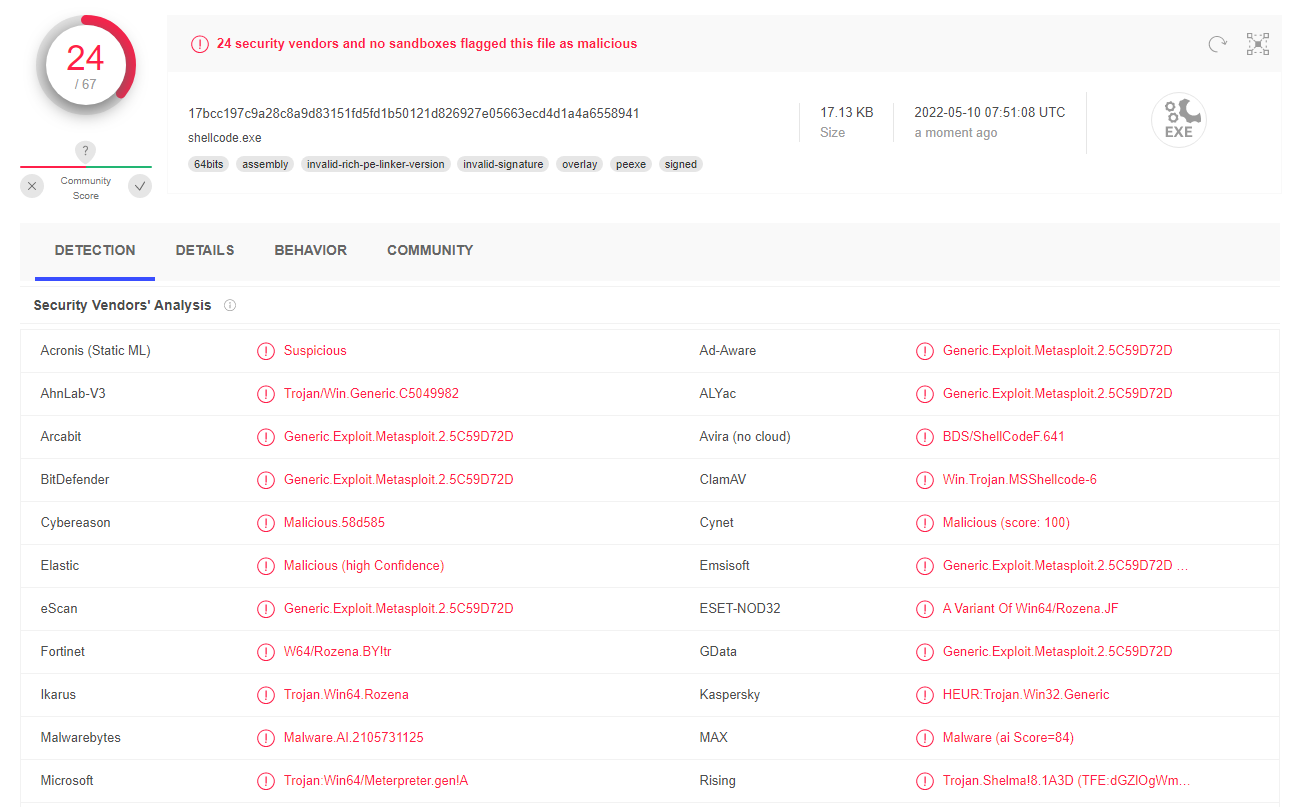 24
/ 67
24 security vendors and no sandboxes flagged this file as malicious
17bcc197c9a28c8a9d83151fd5fd1b50121d826927e05663ecd4d1a4a6558941
shellcode.exe
17.13 KB
Size
2022-05-10 07:51:08 UTC
a moment ago
EXE
64bits assembly invalid-rich-pe-linker-version invalid-signature overlay peexe signed
?
Community
Score
DETECTION DETAILS BEHAVIOR COMMUNITY
Security Vendors' Analysis
Acronis (Static ML) Suspicious Ad-Aware Generic.Exploit.Metasploit.2.5C59D72D
AhnLab-V3 Trojan/Win.Generic.C5049982 ALYac Generic.Exploit.Metasploit.2.5C59D72D
Arcabit Generic.Exploit.Metasploit.2.5C59D72D Avira (no cloud) BDS/ShellCodeF.641
BitDefender Generic.Exploit.Metasploit.2.5C59D72D ClamAV Win.Trojan.MSShellcode-6
Cybereason Malicious.58d585 Cynet Malicious (score: 100)
Elastic Malicious (high Confidence) Emsisoft Generic.Exploit.Metasploit.2.5C59D72D ...
eScan Generic.Exploit.Metasploit.2.5C59D72D ESET-NOD32 A Variant Of Win64/Rozena.JF
Fortinet W64/Rozena.BY!tr GData Generic.Exploit.Metasploit.2.5C59D72D
Ikarus Trojan.Win64.Rozena Kaspersky HEUR:Trojan.Win32.Generic
Malwarebytes Malware.AI.2105731125 MAX Malware (ai Score=84)
Microsoft Trojan:Win64/Meterpreter.gen!A Rising Trojan.Shelma!8.1A3D (TFE:dGZlOgWm...